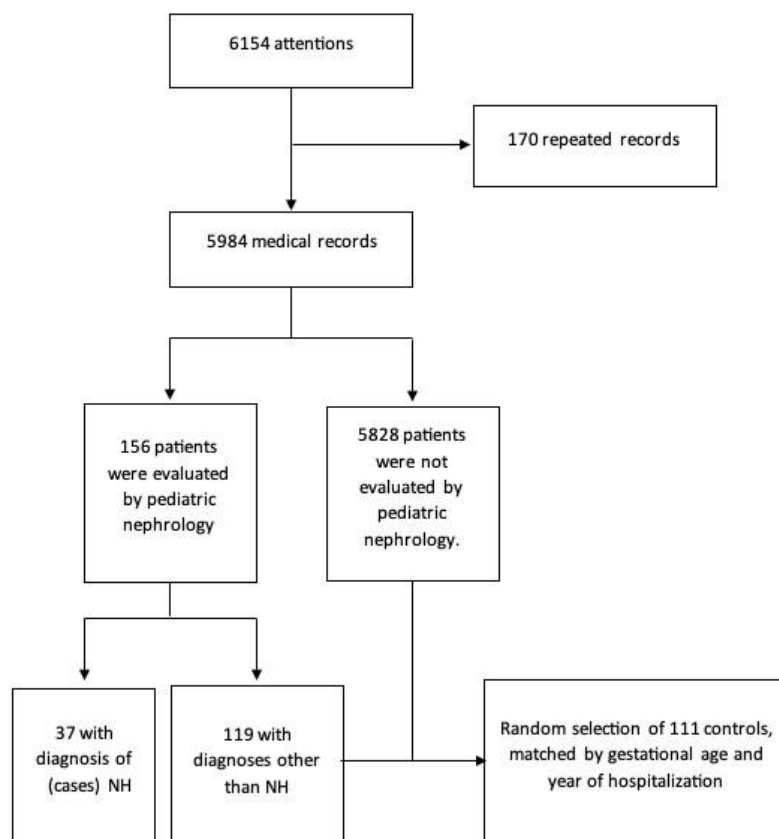 6154 attentions
170 repeated records
5984 medical records
156 patients
were evaluated
by pediatric
nephrology
5828 patients
were not
evaluated by
pediatric
nephrology.
37 with
diagnosis of
(cases) NH
119 with
diagnoses other
than NH
Random selection of 111 controls,
matched by gestational age and
year of hospitalization